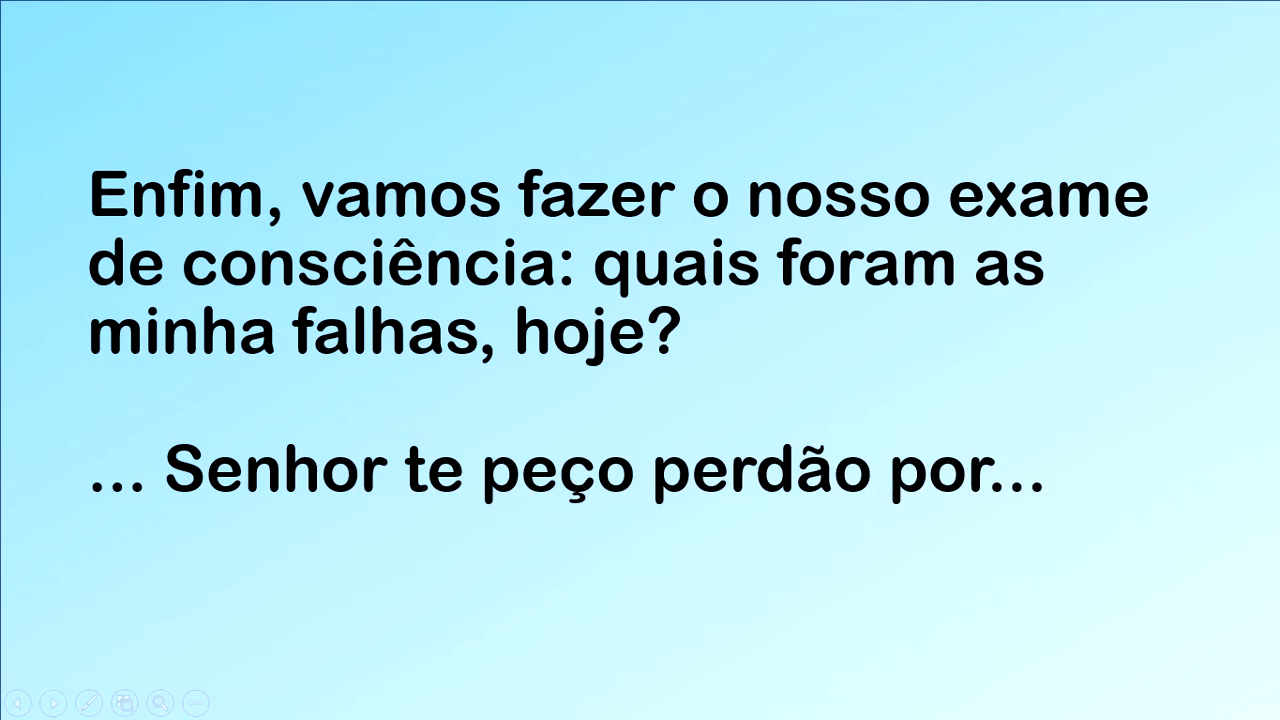 Enfim, vamos fazer o nosso exame
de consciência: quais foram as
minha falhas, hoje?
... Senhor te peço perdão por...